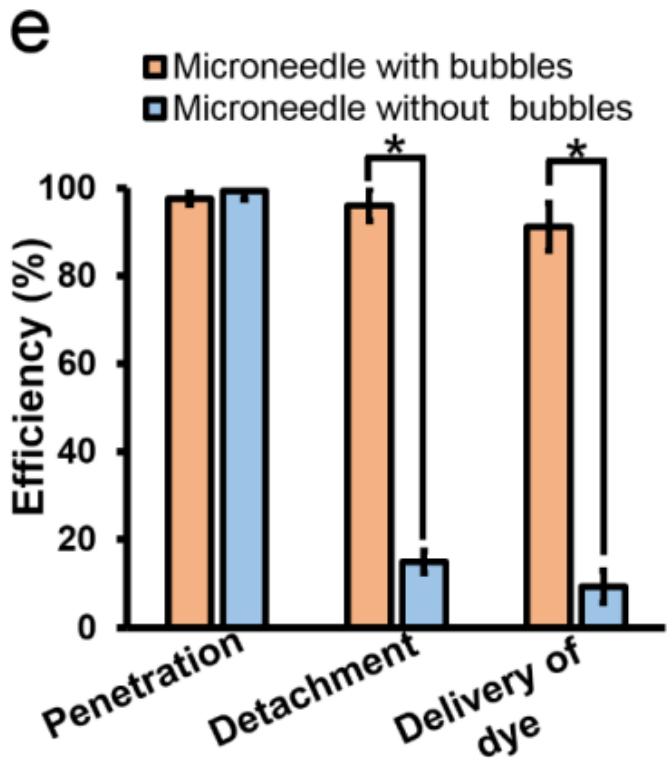 e
Microneedle with bubbles
Microneedle without bubbles
*
*
100
80
60
40
20
0
Efficiency (%)
Penetration
Detachment
Delivery of
dye